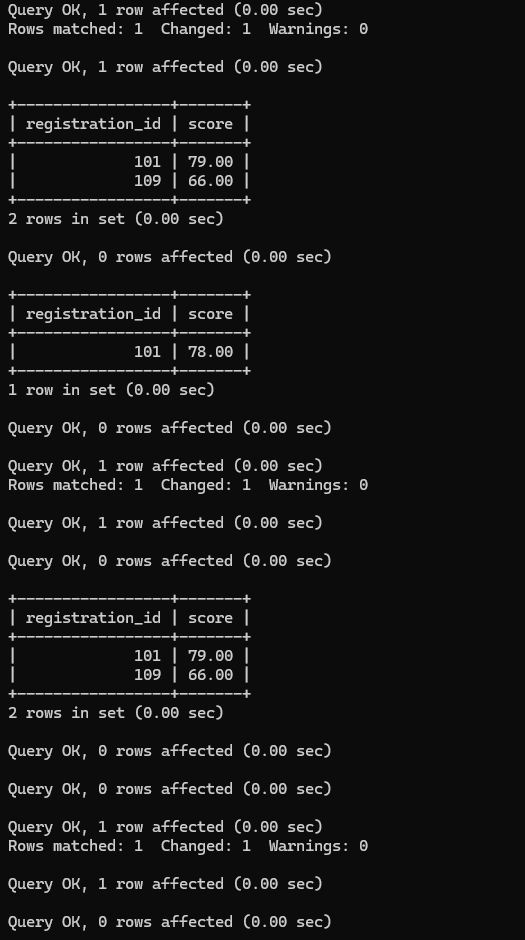 Query OK, 1 row affected (0.00 sec)
Rows matched: 1  Changed: 1  Warnings: 0

Query OK, 1 row affected (0.00 sec)

+-----------------+-------+
| registration_id | score |
+-----------------+-------+
|             101 | 79.00 |
|             109 | 66.00 |
+-----------------+-------+
2 rows in set (0.00 sec)

Query OK, 0 rows affected (0.00 sec)

+-----------------+-------+
| registration_id | score |
+-----------------+-------+
|             101 | 78.00 |
+-----------------+-------+
1 row in set (0.00 sec)

Query OK, 0 rows affected (0.00 sec)

Query OK, 1 row affected (0.00 sec)
Rows matched: 1  Changed: 1  Warnings: 0

Query OK, 1 row affected (0.00 sec)

Query OK, 0 rows affected (0.00 sec)

+-----------------+-------+
| registration_id | score |
+-----------------+-------+
|             101 | 79.00 |
|             109 | 66.00 |
+-----------------+-------+
2 rows in set (0.00 sec)

Query OK, 0 rows affected (0.00 sec)

Query OK, 0 rows affected (0.00 sec)

Query OK, 1 row affected (0.00 sec)
Rows matched: 1  Changed: 1  Warnings: 0

Query OK, 1 row affected (0.00 sec)

Query OK, 0 rows affected (0.00 sec)